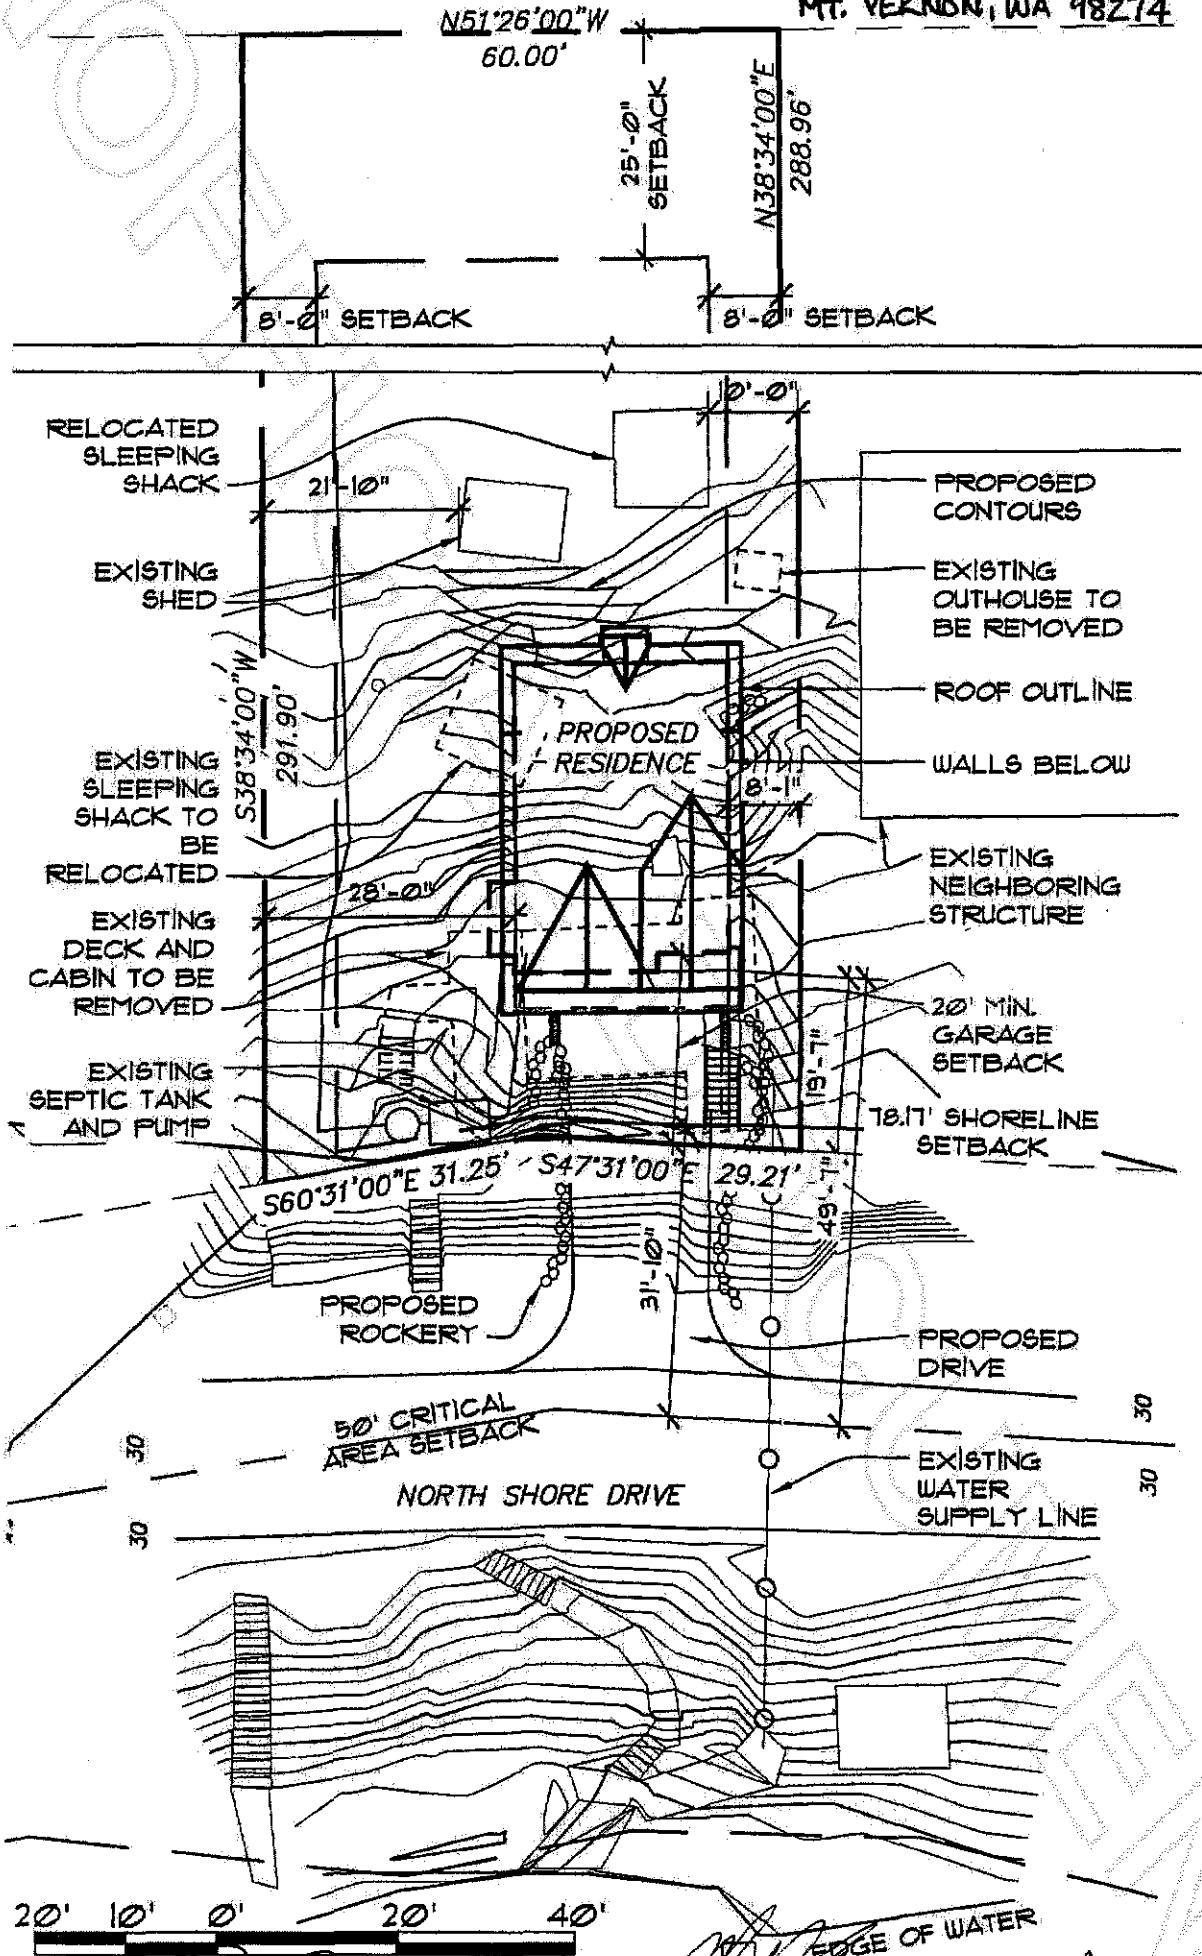 MT. VERNON, WA 98274
N51°26'00"W
60.00'
25'-0"
SETBACK
N38°34'00"E
288.96'
8'-0" SETBACK
8'-0" SETBACK
10'-0"
RELOCATED
SLEEPING
SHACK
21'-10"
PROPOSED
CONTOURS
EXISTING
SHED
EXISTING
OUTHOUSE TO
BE REMOVED
S38°34'00"W
291.90'
ROOF OUTLINE
PROPOSED
RESIDENCE
WALLS BELOW
8'-1"
EXISTING
SLEEPING
SHACK TO
BE
RELOCATED
28'-0"
EXISTING
NEIGHBORING
STRUCTURE
EXISTING
DECK AND
CABIN TO BE
REMOVED
20' MIN.
GARAGE
SETBACK
19'-7"
EXISTING
SEPTIC TANK
AND PUMP
78.17' SHORELINE
SETBACK
S60°31'00"E 31.25'
S47°31'00"E 29.21'
49'-7"
31'-10"
PROPOSED
ROCKERY
PROPOSED
DRIVE
50' CRITICAL
AREA SETBACK
30
30
30
30
EXISTING
WATER
SUPPLY LINE
NORTH SHORE DRIVE
20' 10' 0' 20' 40'
EDGE OF WATER